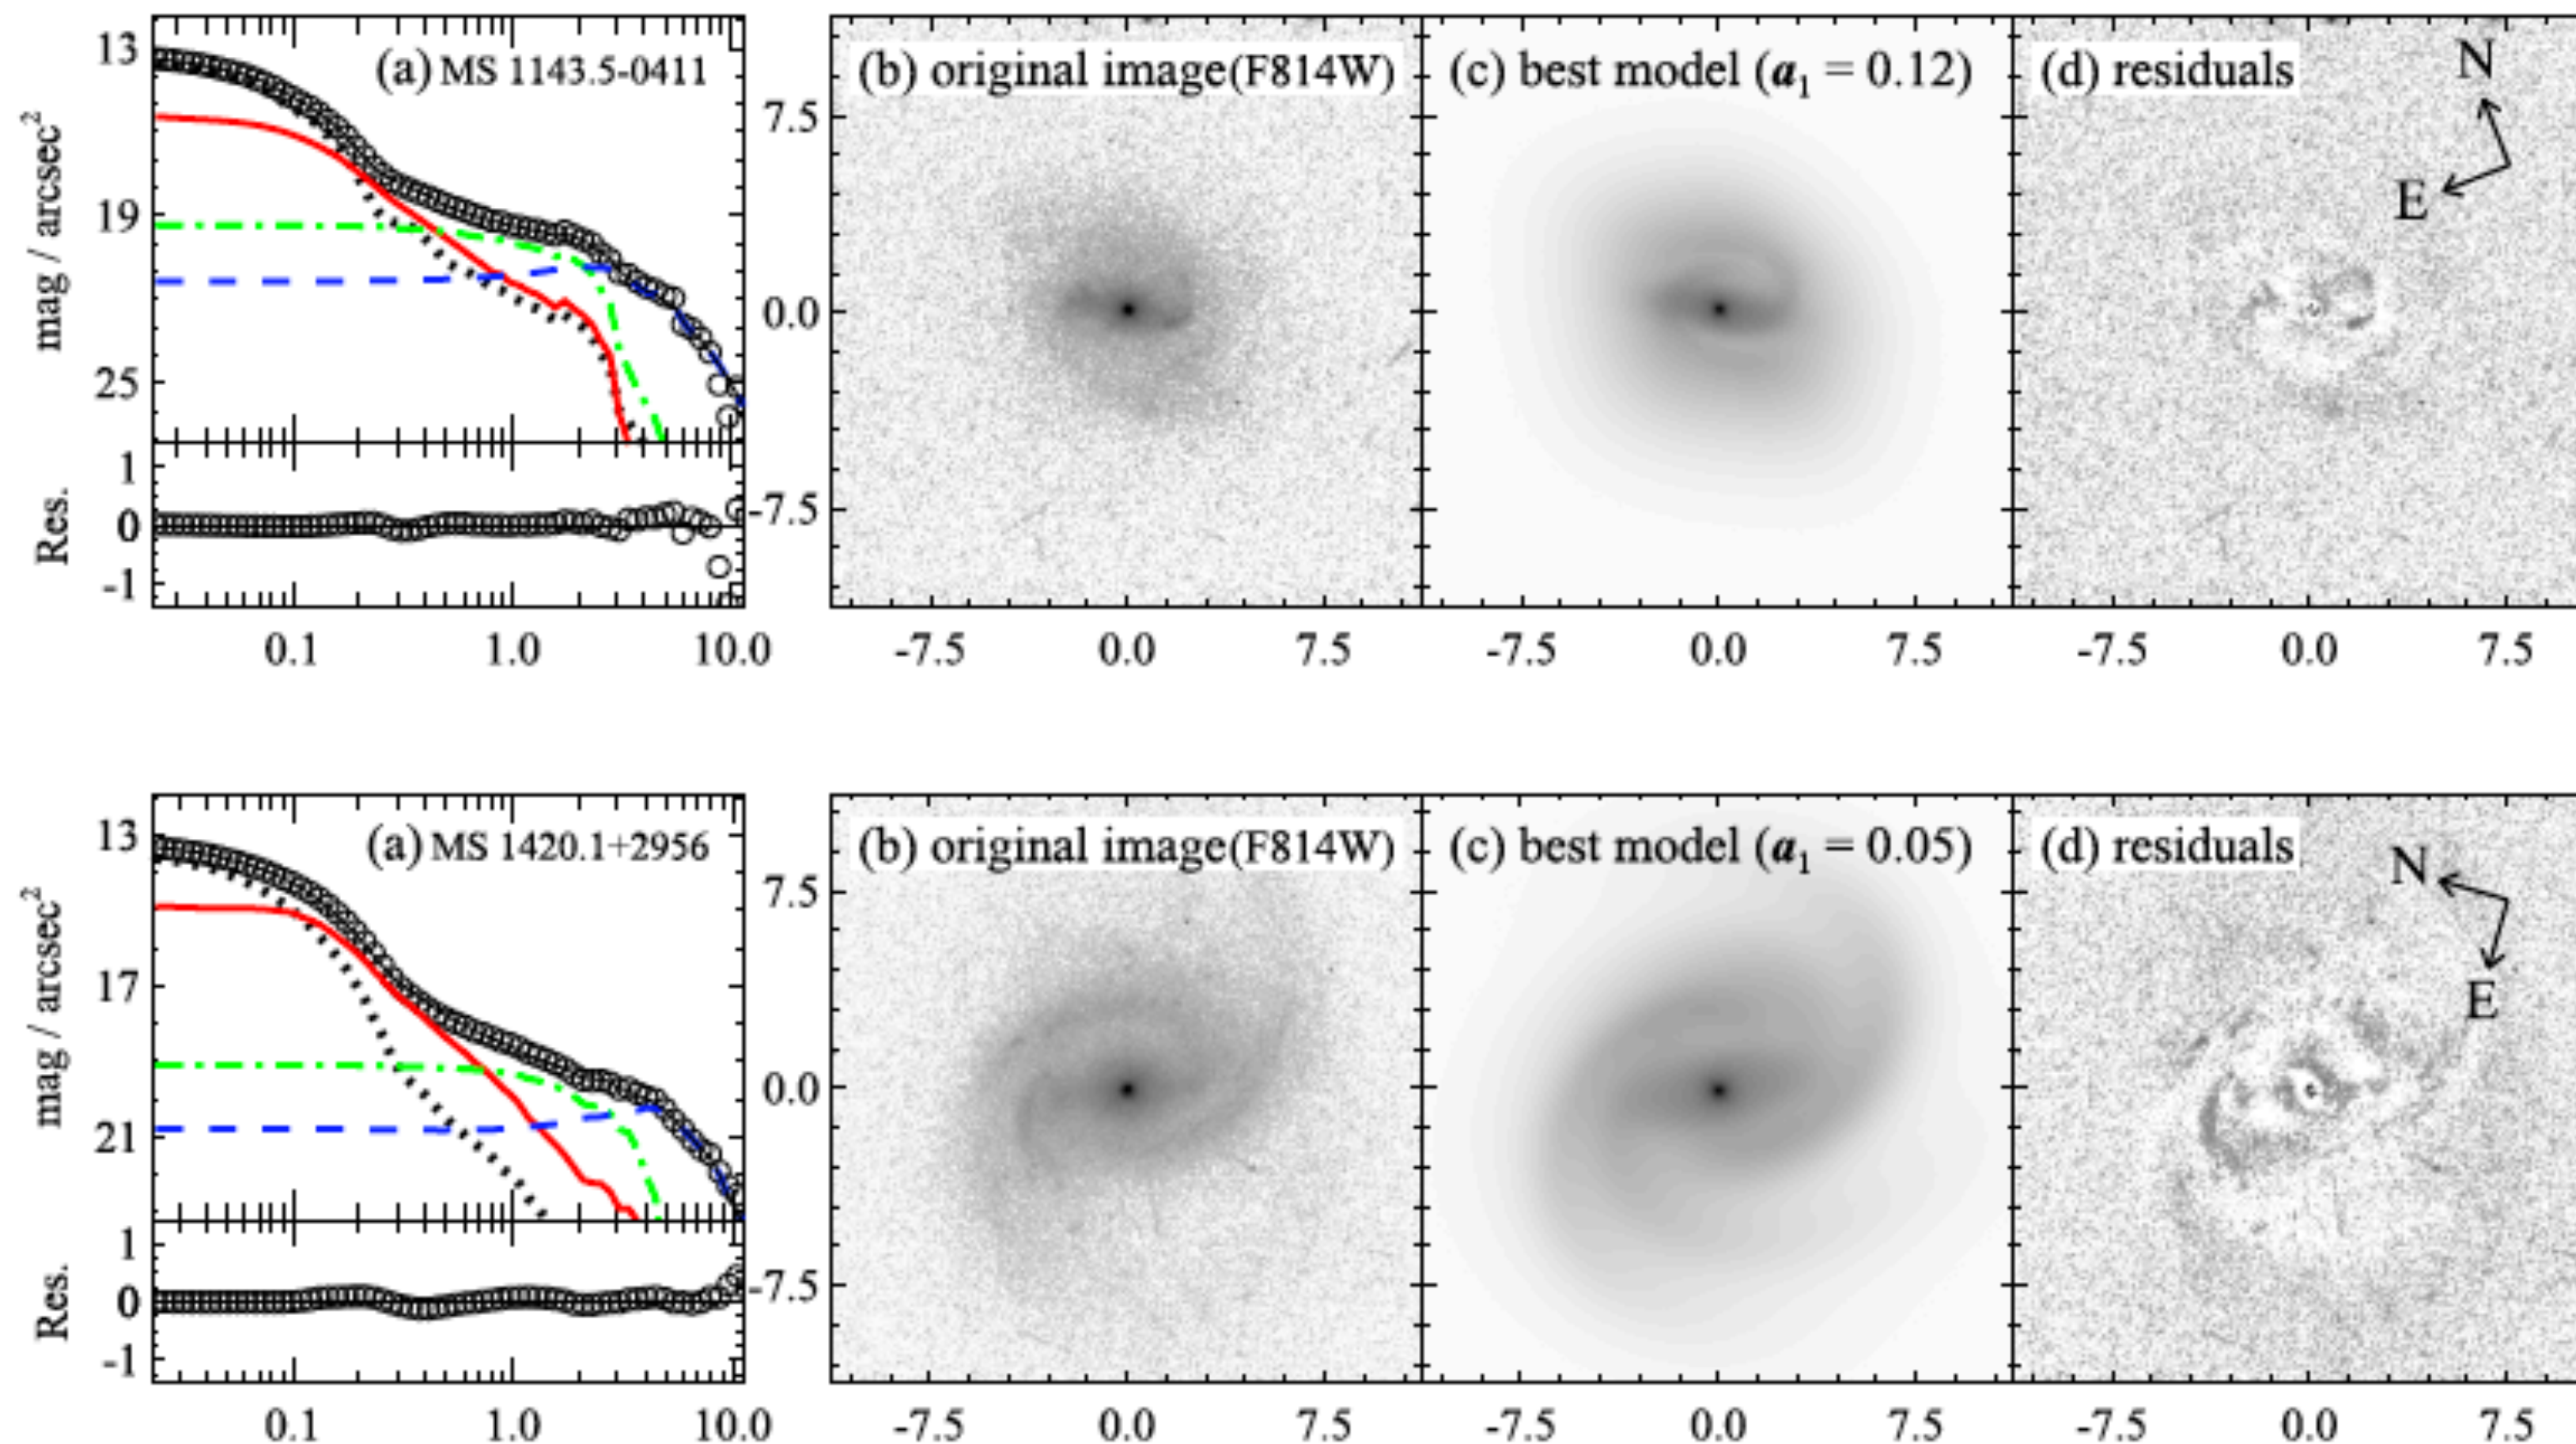 (a) MS 1143.5-0411
(b) original image(F814W)
(c) best model (a1 = 0.12)
(d) residuals
N
E
mag / arcsec2
13
19
25
Res.
1
0
-1
0.1 1.0 10.0
7.5
0.0
-7.5
-7.5 0.0 7.5
-7.5 0.0 7.5
-7.5 0.0 7.5
(a) MS 1420.1+2956
(b) original image(F814W)
(c) best model (a1 = 0.05)
(d) residuals
N
E
mag / arcsec2
13
17
21
Res.
1
0
-1
0.1 1.0 10.0
7.5
0.0
-7.5
-7.5 0.0 7.5
-7.5 0.0 7.5
-7.5 0.0 7.5